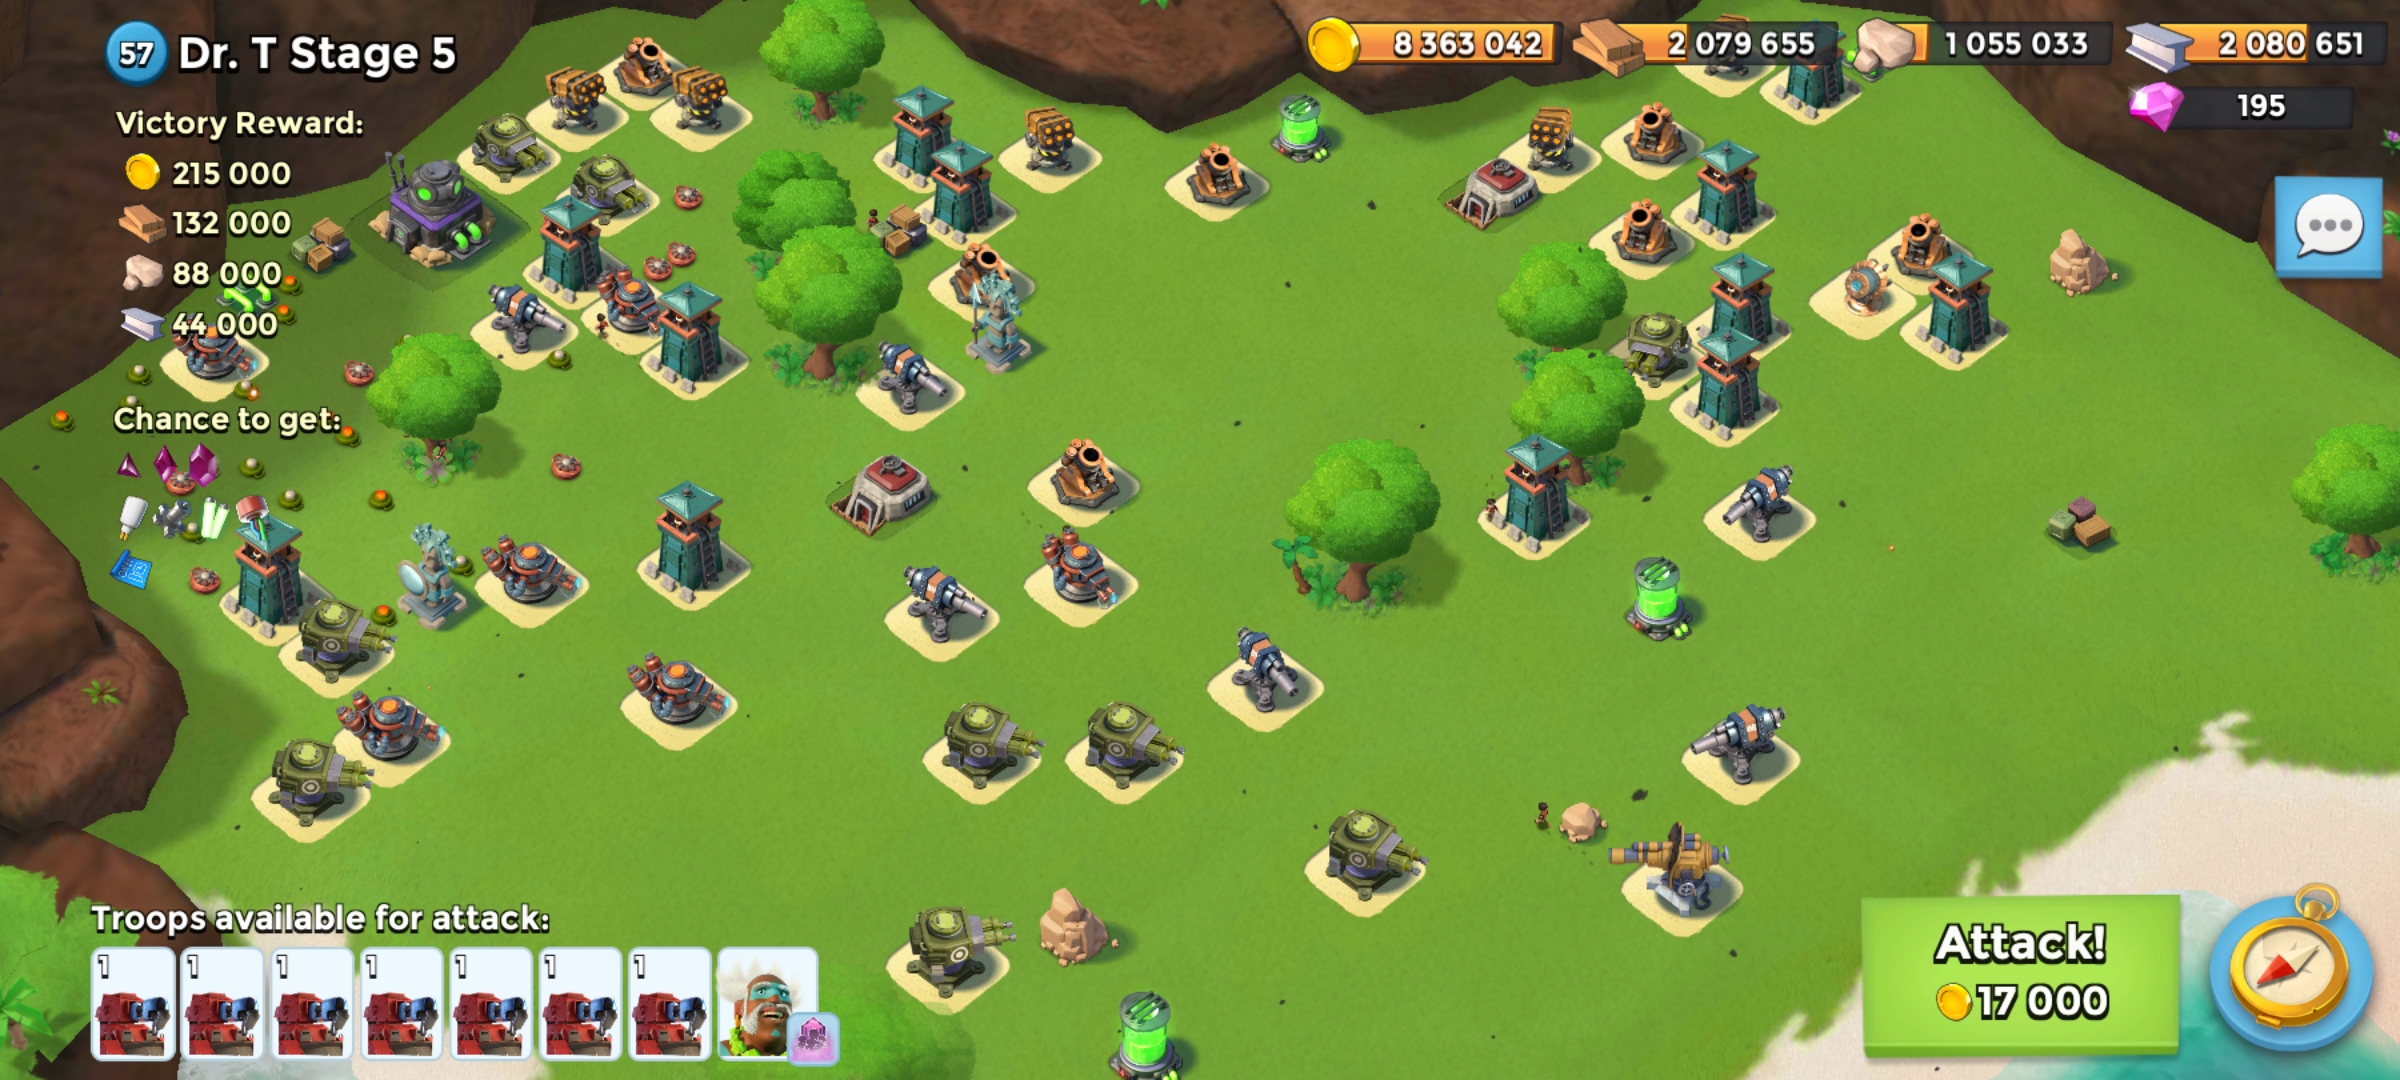 57 Dr. T Stage 5
8 363 042
2 079 655
1 055 033
2 080 651
195
Victory Reward:
215 000
132 000
88 000
44 000
Chance to get:
Troops available for attack:
1 1 1 1 1 1 1
Attack!
17 000